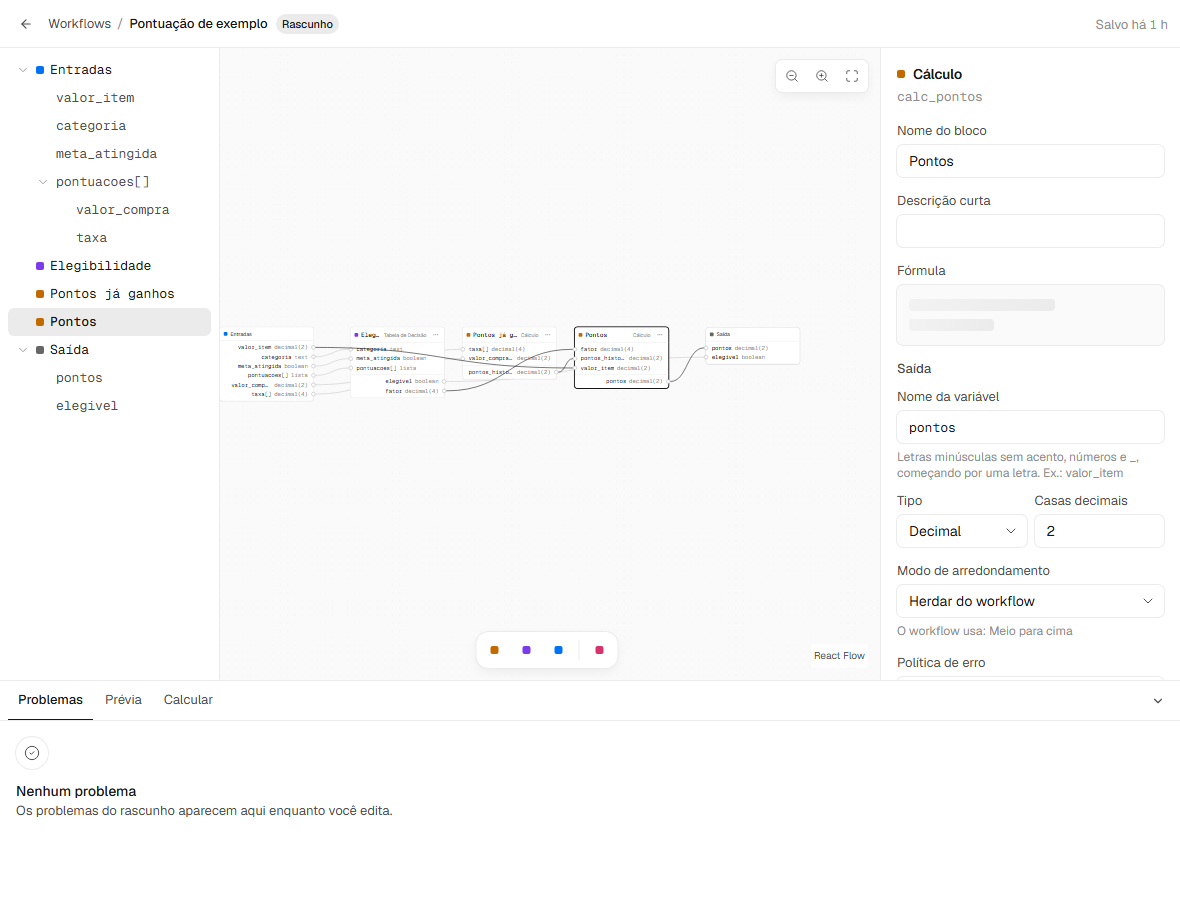 Workflows / Pontuação de exemplo Rascunho
Salvo há 1 h
Entradas
valor_item
categoria
meta_atingida
pontuacoes[]
valor_compra
taxa
Elegibilidade
Pontos já ganhos
Pontos
Saída
pontos
elegivel
Entradas
valor_item decimal(2)
categoria text
meta_atingida boolean
pontuacoes[] lista
valor_comp… decimal(2)
taxa[] decimal(4)
Eleg… Tabela de Decisão
categoria text
meta_atingida boolean
pontuacoes[] lista
elegivel boolean
fator decimal(4)
Pontos já g… Cálculo
taxa[] decimal(4)
valor_compra… decimal(2)
pontos_histo… decimal(2)
Pontos Cálculo
fator decimal(4)
pontos_histo… decimal(2)
valor_item decimal(2)
pontos decimal(2)
Saída
pontos decimal(2)
elegivel boolean
React Flow
Cálculo
calc_pontos
Nome do bloco
Pontos
Descrição curta
Fórmula
Saída
Nome da variável
pontos
Letras minúsculas sem acento, números e _,
começando por uma letra. Ex.: valor_item
Tipo
Casas decimais
Decimal
2
Modo de arredondamento
Herdar do workflow
O workflow usa: Meio para cima
Política de erro
Problemas
Prévia
Calcular
Nenhum problema
Os problemas do rascunho aparecem aqui enquanto você edita.